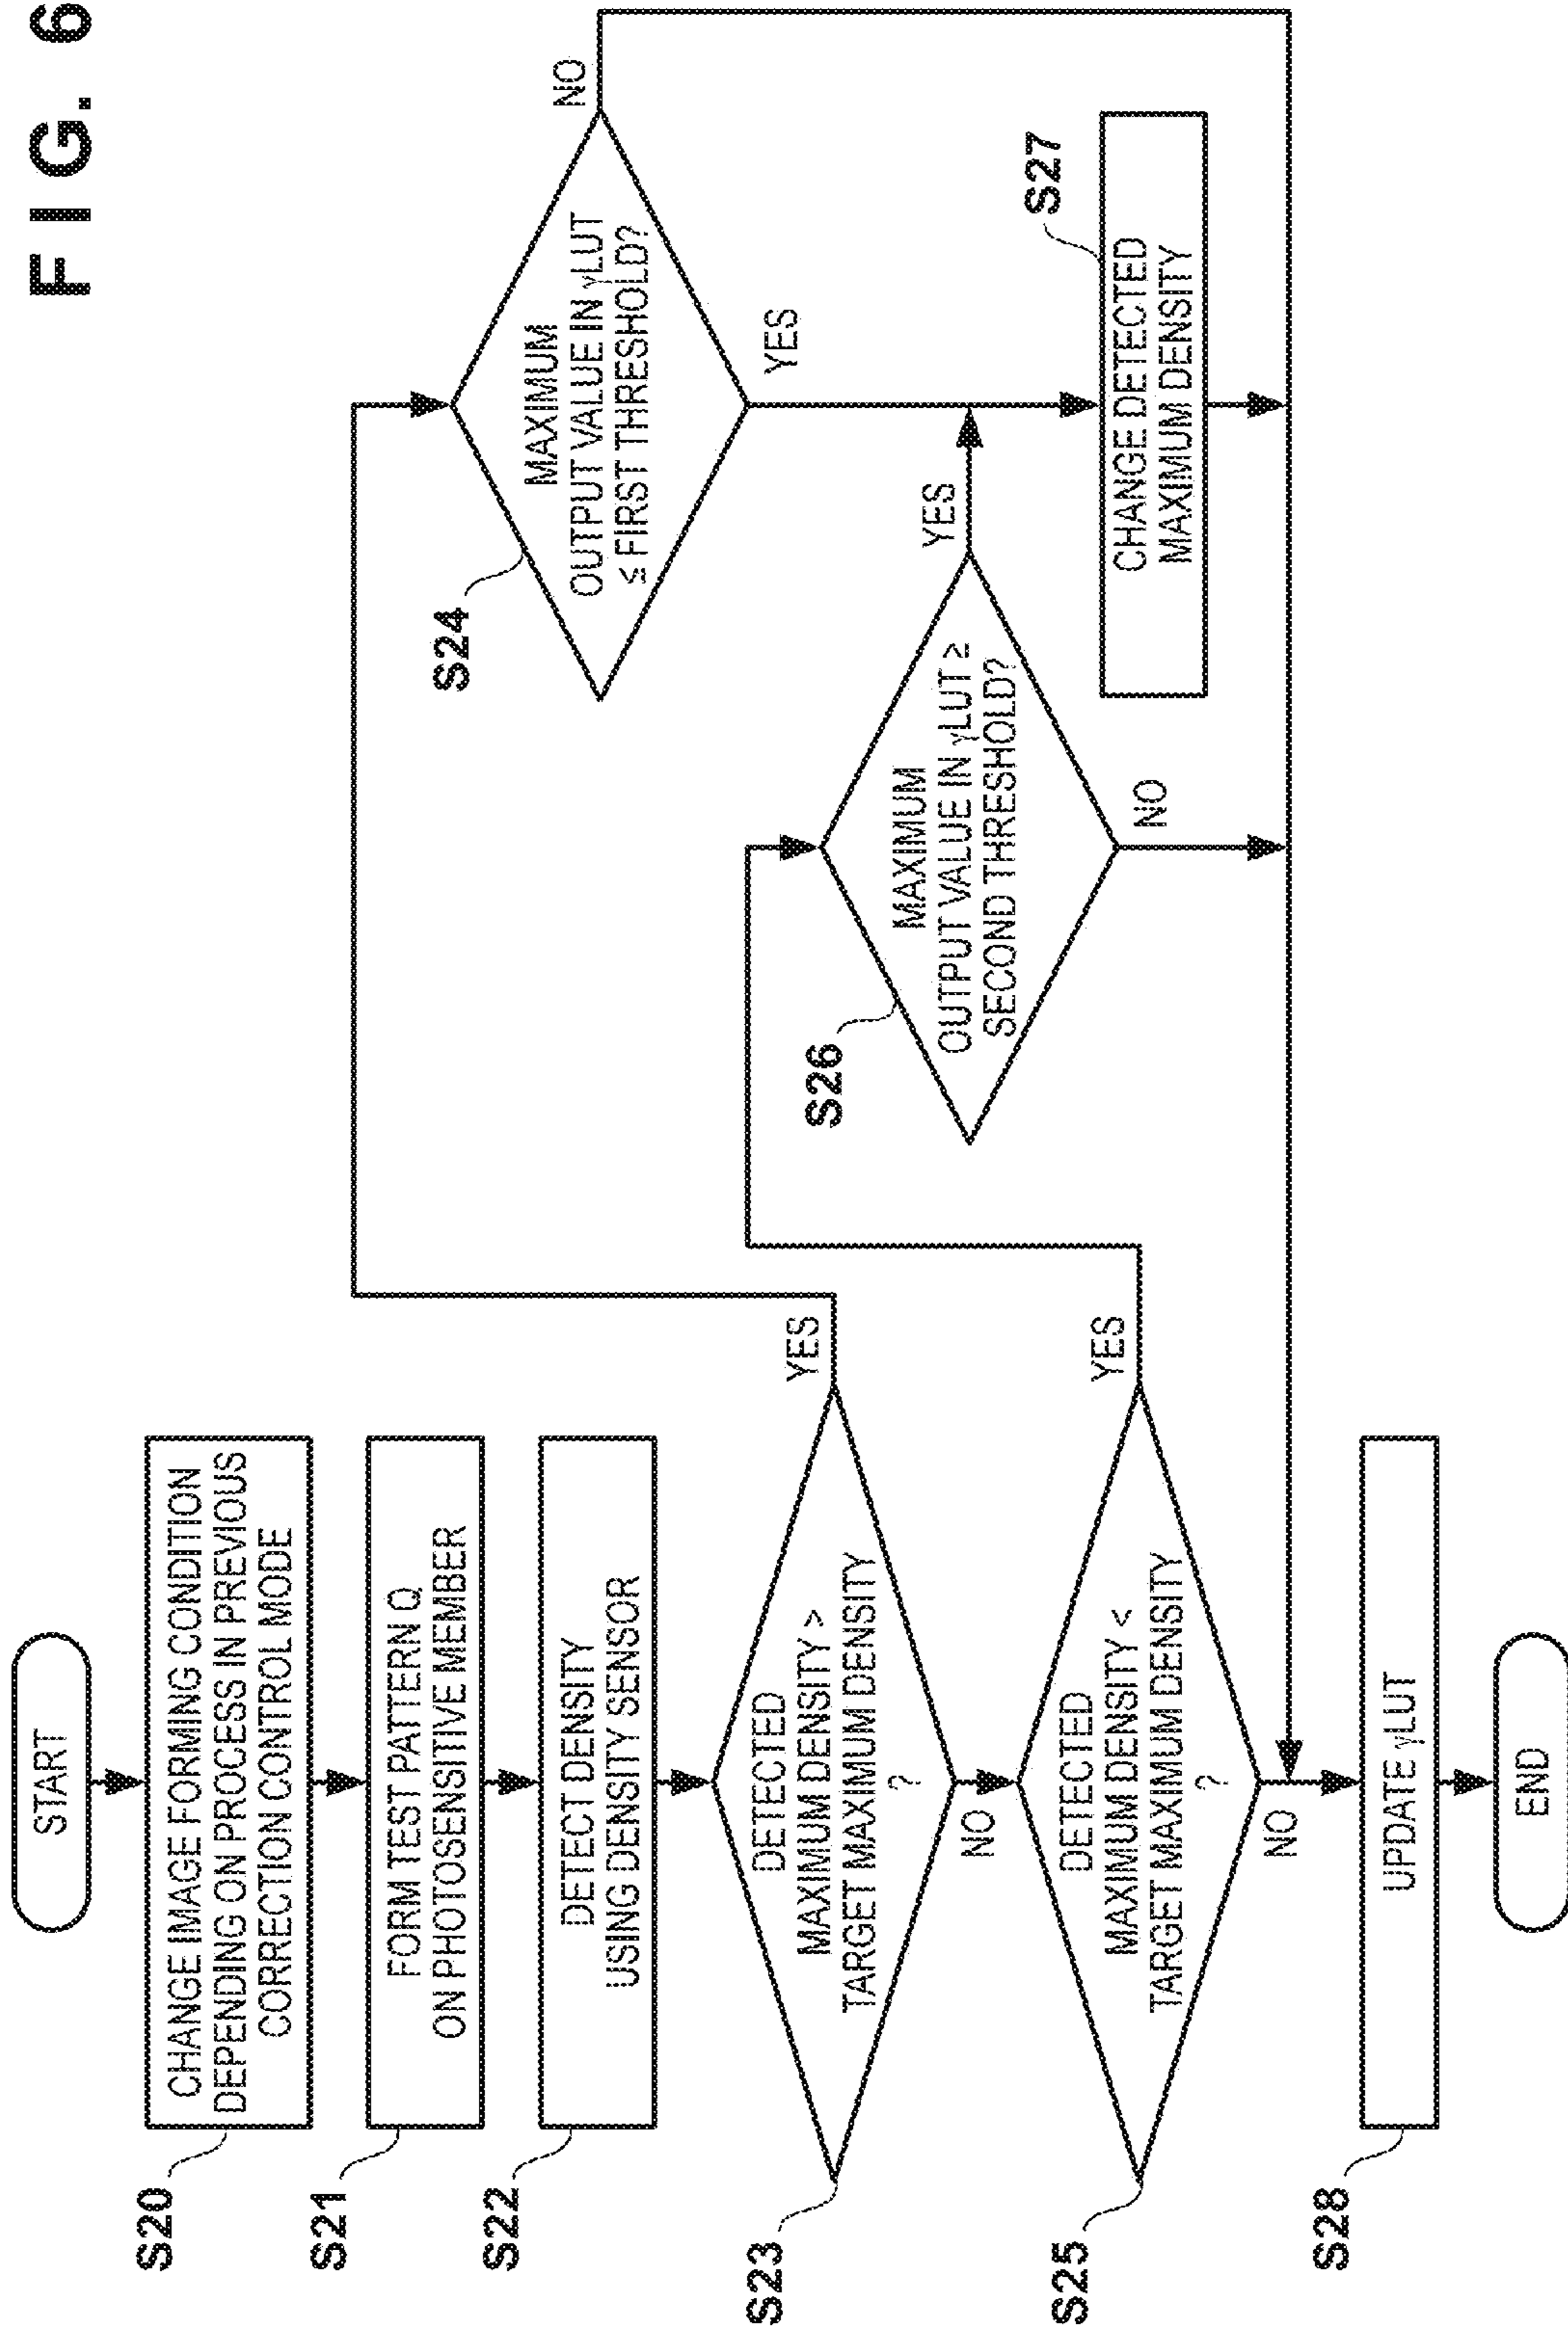 FIG. 6
START
S20
CHANGE IMAGE FORMING CONDITION
DEPENDING ON PROCESS IN PREVIOUS
CORRECTION CONTROL MODE
S21
FORM TEST PATTERN Q
ON PHOTOSENSITIVE MEMBER
S22
DETECT DENSITY
USING DENSITY SENSOR
S23
DETECTED
MAXIMUM DENSITY >
TARGET MAXIMUM DENSITY
?
YES
NO
S24
MAXIMUM
OUTPUT VALUE IN γLUT
≤ FIRST THRESHOLD?
NO
YES
S25
DETECTED
MAXIMUM DENSITY <
TARGET MAXIMUM DENSITY
?
YES
NO
S26
MAXIMUM
OUTPUT VALUE IN γLUT ≥
SECOND THRESHOLD?
YES
NO
S27
CHANGE DETECTED
MAXIMUM DENSITY
S28
UPDATE γLUT
END